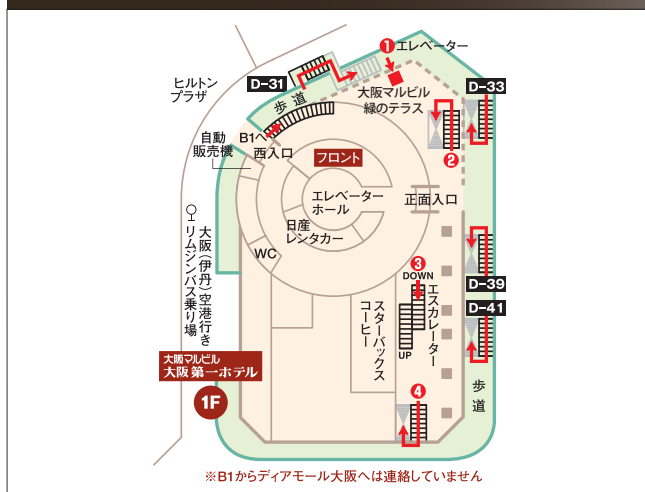 ❶エレベーター
ヒルトン
プラザ
D-31
D-33
歩道
大阪マルビル
緑のテラス
自動
販売機
B1へ
西入口
フロント
❷
エレベーター
ホール
正面入口
日産
レンタカー
WC
大阪(伊丹)空港行き
リムジンバス乗り場
❸
DOWN
D-39
D-41
エスカレーター
スターバックス
コーヒー
UP
大阪マルビル
大阪第一ホテル
1F
❹
歩道
※B1からディアモール大阪へは連絡していません